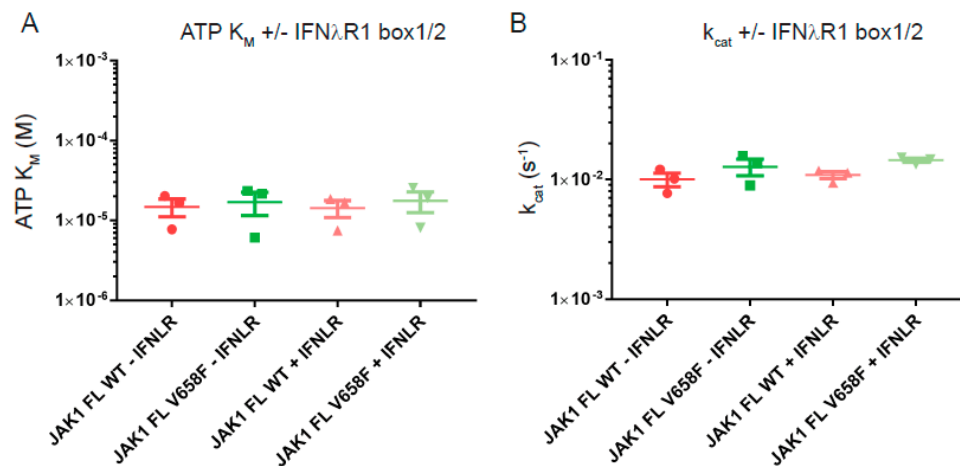 A
ATP K_M +/- IFNλR1 box1/2
ATP K_M (M)
1×10⁻³
1×10⁻⁴
1×10⁻⁵
1×10⁻⁶
JAK1 FL WT - IFNLR
JAK1 FL V658F - IFNLR
JAK1 FL WT + IFNLR
JAK1 FL V658F + IFNLR
B
k_cat +/- IFNλR1 box1/2
k_cat (s⁻¹)
1×10⁻¹
1×10⁻²
1×10⁻³
JAK1 FL WT - IFNLR
JAK1 FL V658F - IFNLR
JAK1 FL WT + IFNLR
JAK1 FL V658F + IFNLR